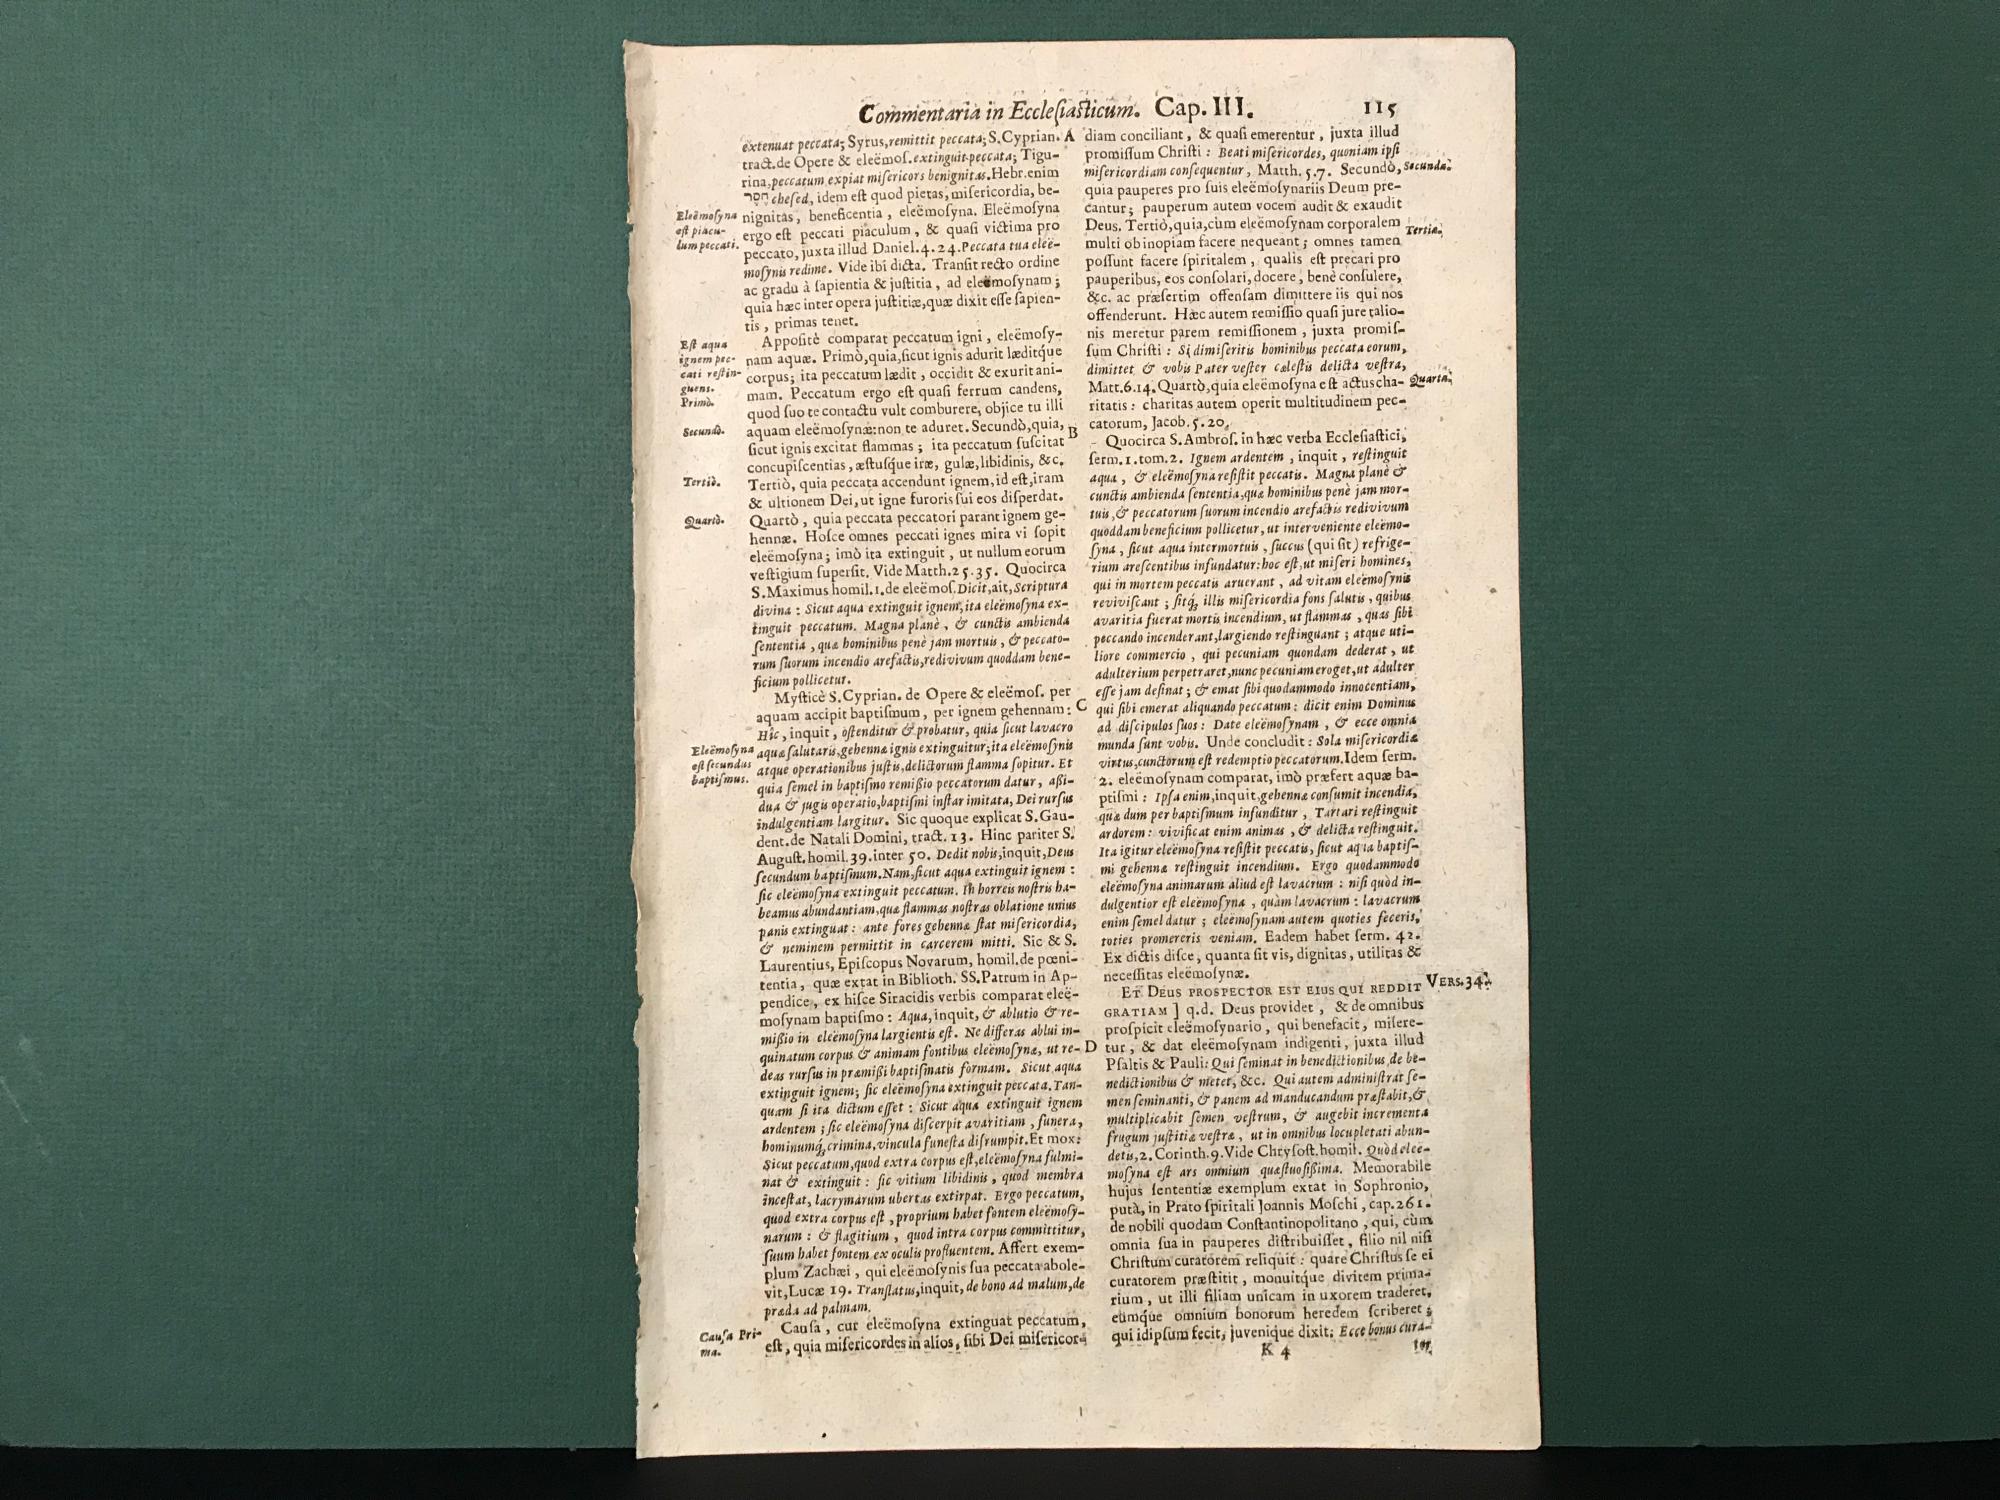 Commentaria in Ecclesiasticum. Cap. III. 115
extenuat peccata; Syrus, remittit peccata; S. Cyprian. A
tract. de Opere & eleëmos. extinguit peccata; Tigu-
rina, peccatum expiat misericors benignitas. Hebr. enim
חסד chesed, idem est quod pietas, misericordia, be-
nignitas, beneficentia, eleëmosyna. Eleëmosyna
ergo est peccati piaculum, & quasi victima pro
peccato, juxta illud Daniel. 4. 24. Peccata tua eleë-
mosynis redime. Vide ibi dicta. Transit recto ordine
ac gradu à sapientia & justitia, ad eleëmosynam;
quia hæc inter opera justitiæ, quæ dixit esse sapien-
tis, primas tenet.
Eleëmosyna
est piacu-
lum peccati.
Appositè comparat peccatum igni, eleëmosy-
nam aquæ. Primò, quia, sicut ignis adurit læditque
corpus; ita peccatum lædit, occidit & exurit ani-
mam. Peccatum ergo est quasi ferrum candens,
quod suo te contactu vult comburere, objice tu illi
aquam eleëmosynæ: non te aduret. Secundò, quia, B
sicut ignis excitat flammas; ita peccatum suscitat
concupiscentias, æstusque iræ, gulæ, libidinis, &c.
Tertiò, quia peccata accendunt ignem, id est, iram
& ultionem Dei, ut igne furoris sui eos disperdat.
Quartò, quia peccata peccatori parant ignem ge-
hennæ. Hosce omnes peccati ignes mira vi sopit
eleëmosyna; imò ita extinguit, ut nullum eorum
vestigium supersit. Vide Matth. 25. 35. Quocirca
S. Maximus homil. 1. de eleëmos. Dicit, ait, Scriptura
divina: Sicut aqua extinguit ignem, ita eleëmosyna ex-
tinguit peccatum. Magna planè, & cunctis ambienda
sententia, quæ hominibus penè jam mortuis, & peccato-
rum suorum incendio arefactis, redivivum quoddam bene-
ficium pollicetur.
Est aqua
ignem pec-
cati restin-
guens.
Primò.
Secundò.
Tertiò.
Quartò.
Mysticè S. Cyprian. de Opere & eleëmos. per
aquam accipit baptismum, per ignem gehennam: C
Hic, inquit, ostenditur & probatur, quia sicut lavacro
aquæ salutaris, gehennæ ignis extinguitur; ita eleëmosynis
atque operationibus justis, delictorum flamma sopitur. Et
quia semel in baptismo remissio peccatorum datur, assi-
dua & jugis operatio, baptismi instar imitata, Dei rursus
indulgentiam largitur. Sic quoque explicat S. Gau-
dent. de Natali Domini, tract. 13. Hinc pariter S.
August. homil. 39. inter 50. Dedit nobis, inquit, Deus
secundum baptismum. Nam, sicut aqua extinguit ignem:
sic eleëmosyna extinguit peccatum. In horreis nostris ha-
beamus abundantiam, quæ flammas nostras oblatione unius
panis extinguat: ante fores gehennæ stat misericordia,
& neminem permittit in carcerem mitti. Sic & S.
Laurentius, Episcopus Novarum, homil. de pœni-
tentia, quæ extat in Biblioth. SS. Patrum in Ap-
pendice, ex hisce Siracidis verbis comparat eleë-
mosynam baptismo: Aqua, inquit, & ablutio & re-
missio in eleëmosyna largientis est. Ne differas ablui in-
quinatum corpus & animam fontibus eleëmosynæ, ut re- D
deas rursus in præmissi baptismatis formam. Sicut aqua
extinguit ignem; sic eleëmosyna extinguit peccata. Tan-
quam si ita dictum esset: Sicut aqua extinguit ignem
ardentem; sic eleëmosyna discerpit avaritiam, funera,
hominumq; crimina, vincula funesta disrumpit. Et mox:
Sicut peccatum, quod extra corpus est, eleëmosyna fulmi-
nat & extinguit: sic vitium libidinis, quod membra
incestat, lacrymarum ubertas extirpat. Ergo peccatum,
quod extra corpus est, proprium habet fontem eleëmosy-
narum: & flagitium, quod intra corpus committitur,
suum habet fontem ex oculis profluentem. Affert exem-
plum Zachæi, qui eleëmosynis sua peccata abole-
vit, Lucæ 19. Translatus, inquit, de bono ad malum, de
præda ad palmam.
Eleëmosyna
est secundus
baptismus.
Causa, cur eleëmosyna extinguat peccatum,
est, quia misericordes in alios, sibi Dei misericor-
Causa Pri-
ma.
diam conciliant, & quasi emerentur, juxta illud
promissum Christi: Beati misericordes, quoniam ipsi
misericordiam consequentur, Matth. 5. 7. Secundò,
quia pauperes pro suis eleëmosynariis Deum pre-
cantur; pauperum autem vocem audit & exaudit
Deus. Tertiò, quia, cùm eleëmosynam corporalem
multi ob inopiam facere nequeant; omnes tamen
possunt facere spiritalem, qualis est precari pro
pauperibus, eos consolari, docere, benè consulere,
&c. ac præsertim offensam dimittere iis qui nos
offenderunt. Hæc autem remissio quasi jure talio-
nis meretur parem remissionem, juxta promis-
sum Christi: Si dimiseritis hominibus peccata eorum,
dimittet & vobis Pater vester cælestis delicta vestra,
Matt. 6. 14. Quartò, quia eleëmosyna est actus cha-
ritatis: charitas autem operit multitudinem pec-
catorum, Jacob. 5. 20.
Secunda.
Tertia.
Quarta.
Quocirca S. Ambros. in hæc verba Ecclesiastici,
serm. 1. tom. 2. Ignem ardentem, inquit, restinguit
aqua, & eleëmosyna resistit peccatis. Magna planè &
cunctis ambienda sententia, quæ hominibus penè jam mor-
tuis, & peccatorum suorum incendio arefactis redivivum
quoddam beneficium pollicetur, ut interveniente eleëmo-
syna, sicut aqua intermortuis, succus (qui sit) refrige-
rium arescentibus infundatur: hoc est, ut miseri homines,
qui in mortem peccatis aruerant, ad vitam eleëmosynis
reviviscant; sitq; illis misericordia fons salutis, quibus
avaritia fuerat mortis incendium, ut flammas, quas sibi
peccando incenderant, largiendo restinguant; atque uti-
liore commercio, qui pecuniam quondam dederat, ut
adulterium perpetraret, nunc pecuniam eroget, ut adulter
esse jam desinat; & emat sibi quodammodo innocentiam,
qui sibi emerat aliquando peccatum: dicit enim Dominus
ad discipulos suos: Date eleëmosynam, & ecce omnia
munda sunt vobis. Unde concludit: Sola misericordiæ
virtus, cunctorum est redemptio peccatorum. Idem serm.
2. eleëmosynam comparat, imò præfert aquæ ba-
ptismi: Ipsa enim, inquit, gehennæ consumit incendia,
quæ dum per baptismum infunditur, Tartari restinguit
ardorem: vivificat enim animas, & delicta restinguit.
Ita igitur eleëmosyna resistit peccatis, sicut aqua baptis-
mi gehennæ restinguit incendium. Ergo quodammodo
eleëmosyna animarum aliud est lavacrum: nisi quòd in-
dulgentior est eleëmosyna, quàm lavacrum: lavacrum
enim semel datur; eleëmosynam autem quoties feceris,
toties promereris veniam. Eadem habet serm. 42.
Ex dictis disce, quanta sit vis, dignitas, utilitas &
necessitas eleëmosynæ.
ET DEUS PROSPECTOR EST EIUS QUI REDDIT VERS. 34.
GRATIAM] q.d. Deus providet, & de omnibus
prospicit eleëmosynario, qui benefacit, misere-
tur, & dat eleëmosynam indigenti, juxta illud
Psaltis & Pauli: Qui seminat in benedictionibus, de be-
nedictionibus & metet, &c. Qui autem administrat se-
men seminanti, & panem ad manducandum præstabit, &
multiplicabit semen vestrum, & augebit incrementa
frugum justitiæ vestræ, ut in omnibus locupletati abun-
detis, 2. Corinth. 9. Vide Chrysost. homil. Quòd elee-
mosyna est ars omnium quæstuosissima. Memorabile
hujus sententiæ exemplum extat in Sophronio,
putà, in Prato spiritali Joannis Moschi, cap. 261.
de nobili quodam Constantinopolitano, qui, cùm
omnia sua in pauperes distribuisset, filio nil nisi
Christum curatorem reliquit: quare Christus se ei
curatorem præstitit, monuitque divitem prima-
rium, ut illi filiam unicam in uxorem traderet,
eumque omnium bonorum heredem scriberet;
qui id ipsum fecit, juvenique dixit: Ecce bonus cura-
K 4 tor